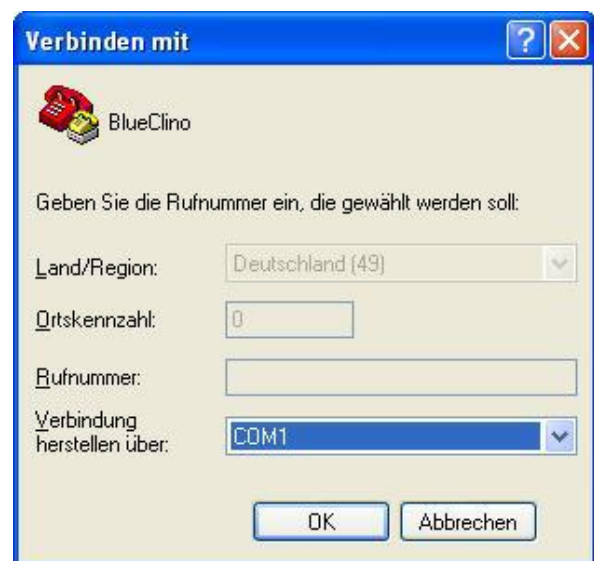 Verbinden mit
BlueClino
Geben Sie die Rufnummer ein, die gewählt werden soll:
Land/Region: Deutschland (49)
Ortskennzahl: 0
Rufnummer:
Verbindung
herstellen über: COM1
OK Abbrechen